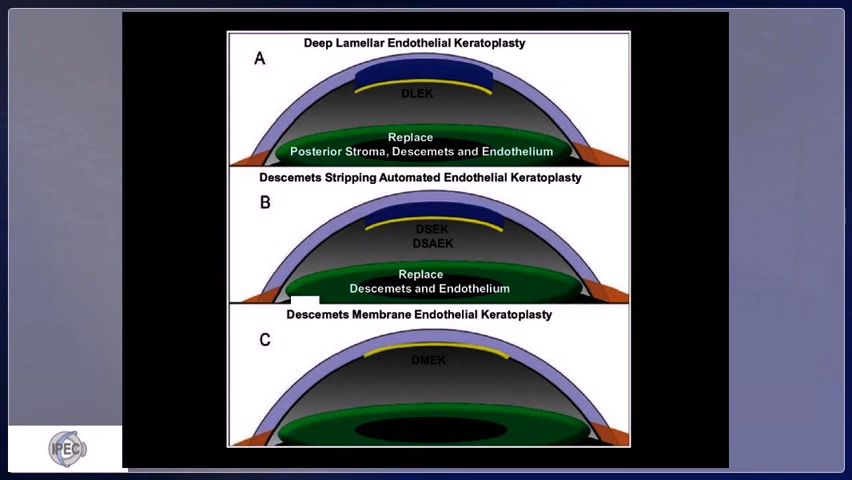 Deep Lamellar Endothelial Keratoplasty
A
DLEK
Replace
Posterior Stroma, Descemets and Endothelium
Descemets Stripping Automated Endothelial Keratoplasty
B
DSEK
DSAEK
Replace
Descemets and Endothelium
Descemets Membrane Endothelial Keratoplasty
C
DMEK
IPEC